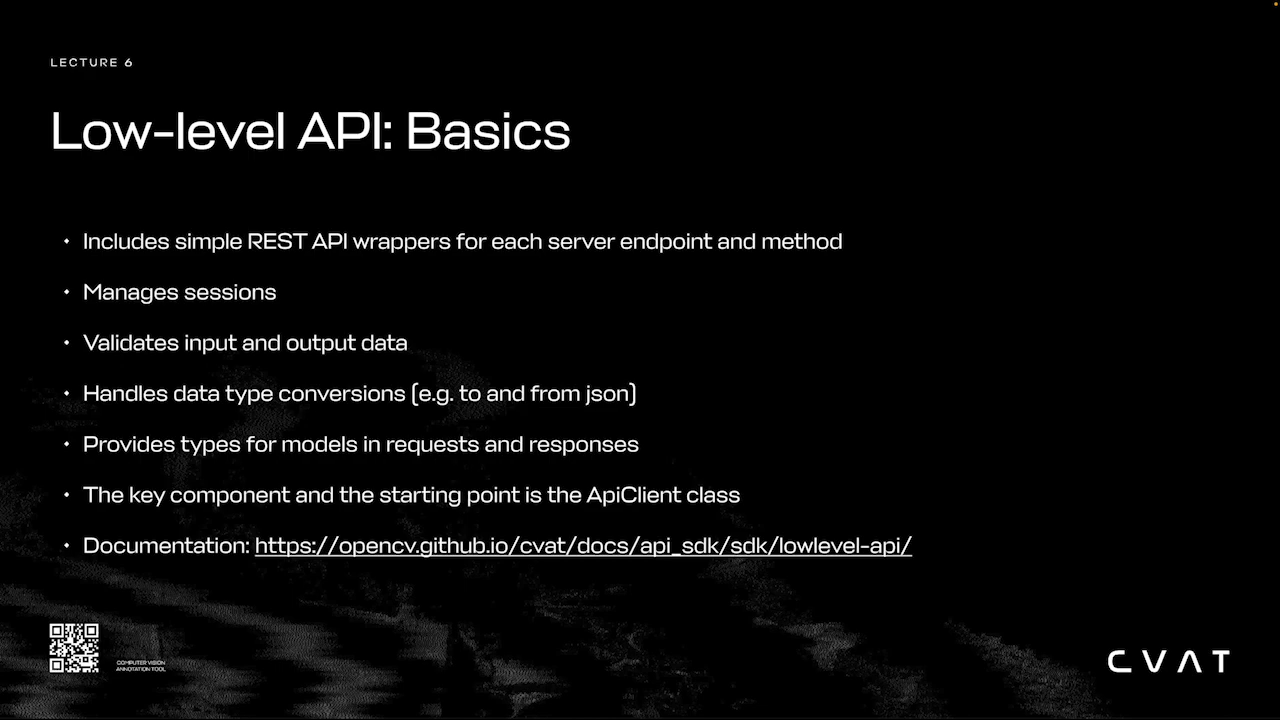 LECTURE 6
Low-level API: Basics
• Includes simple REST API wrappers for each server endpoint and method
• Manages sessions
• Validates input and output data
• Handles data type conversions (e.g. to and from json)
• Provides types for models in requests and responses
• The key component and the starting point is the ApiClient class
• Documentation: https://opencv.github.io/cvat/docs/api_sdk/sdk/lowlevel-api/
COMPUTER VISION
ANNOTATION TOOL
CVAT